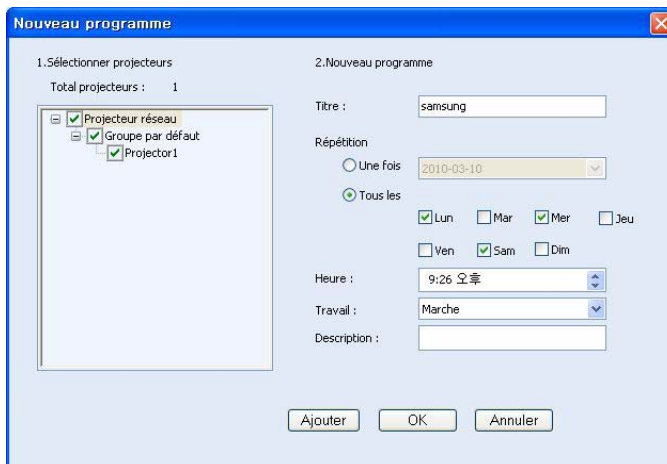 Nouveau programme
1.Sélectionner projecteurs
Total projecteurs : 1
Projecteur réseau
Groupe par défaut
Projector1
2.Nouveau programme
Titre : samsung
Répétition
Une fois 2010-03-10
Tous les
Lun Mar Mer Jeu
Ven Sam Dim
Heure : 9:26 오후
Travail : Marche
Description :
Ajouter OK Annuler